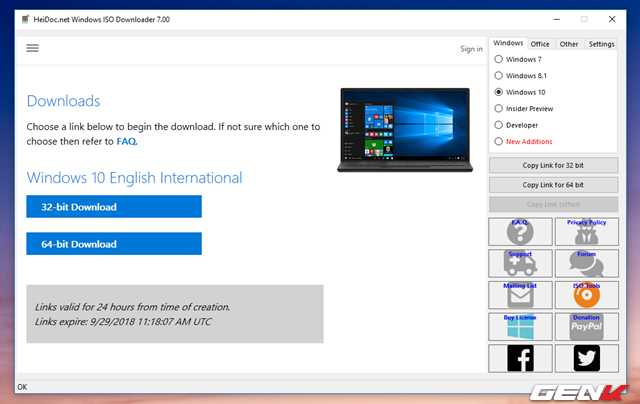 HeiDoc.net Windows ISO Downloader 7.00
Sign in
Downloads
Choose a link below to begin the download. If not sure which one to
choose then refer to FAQ.
Windows 10 English International
32-bit Download
64-bit Download
Links valid for 24 hours from time of creation.
Links expire: 9/29/2018 11:18:07 AM UTC
Windows Office Other Settings
Windows 7
Windows 8.1
Windows 10
Insider Preview
Developer
New Additions
Copy Link for 32 bit
Copy Link for 64 bit
Copy Link (other)
F.A.Q. Privacy Policy
Support Forum
Mailing List ISO Tools
Buy License Donation
PayPal
OK
GENK